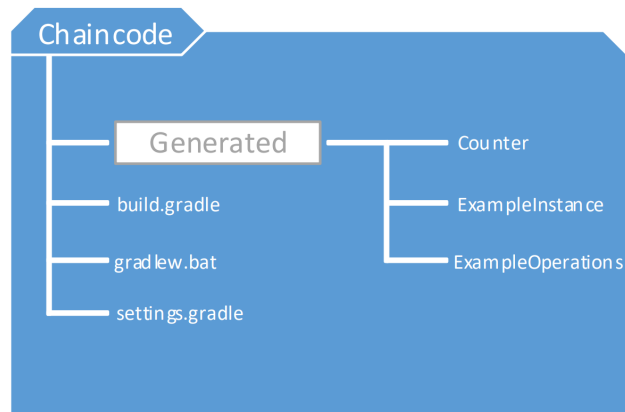 Chaincode
Generated
Counter
build.gradle
ExampleInstance
gradlew.bat
ExampleOperations
settings.gradle